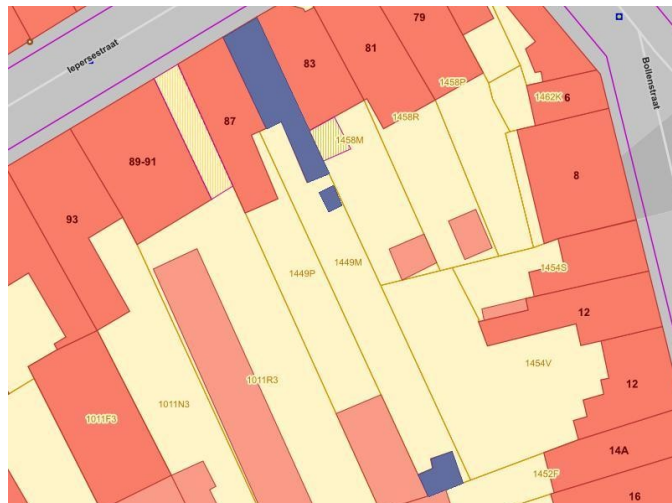 79
Iepersestraat
81
83
Bollenstraat
1458P
1462K
6
87
1458R
1458M
89-91
8
93
1454S
1449P
1449M
12
1454V
1011R3
12
1011N3
1011F3
14A
1452F
16